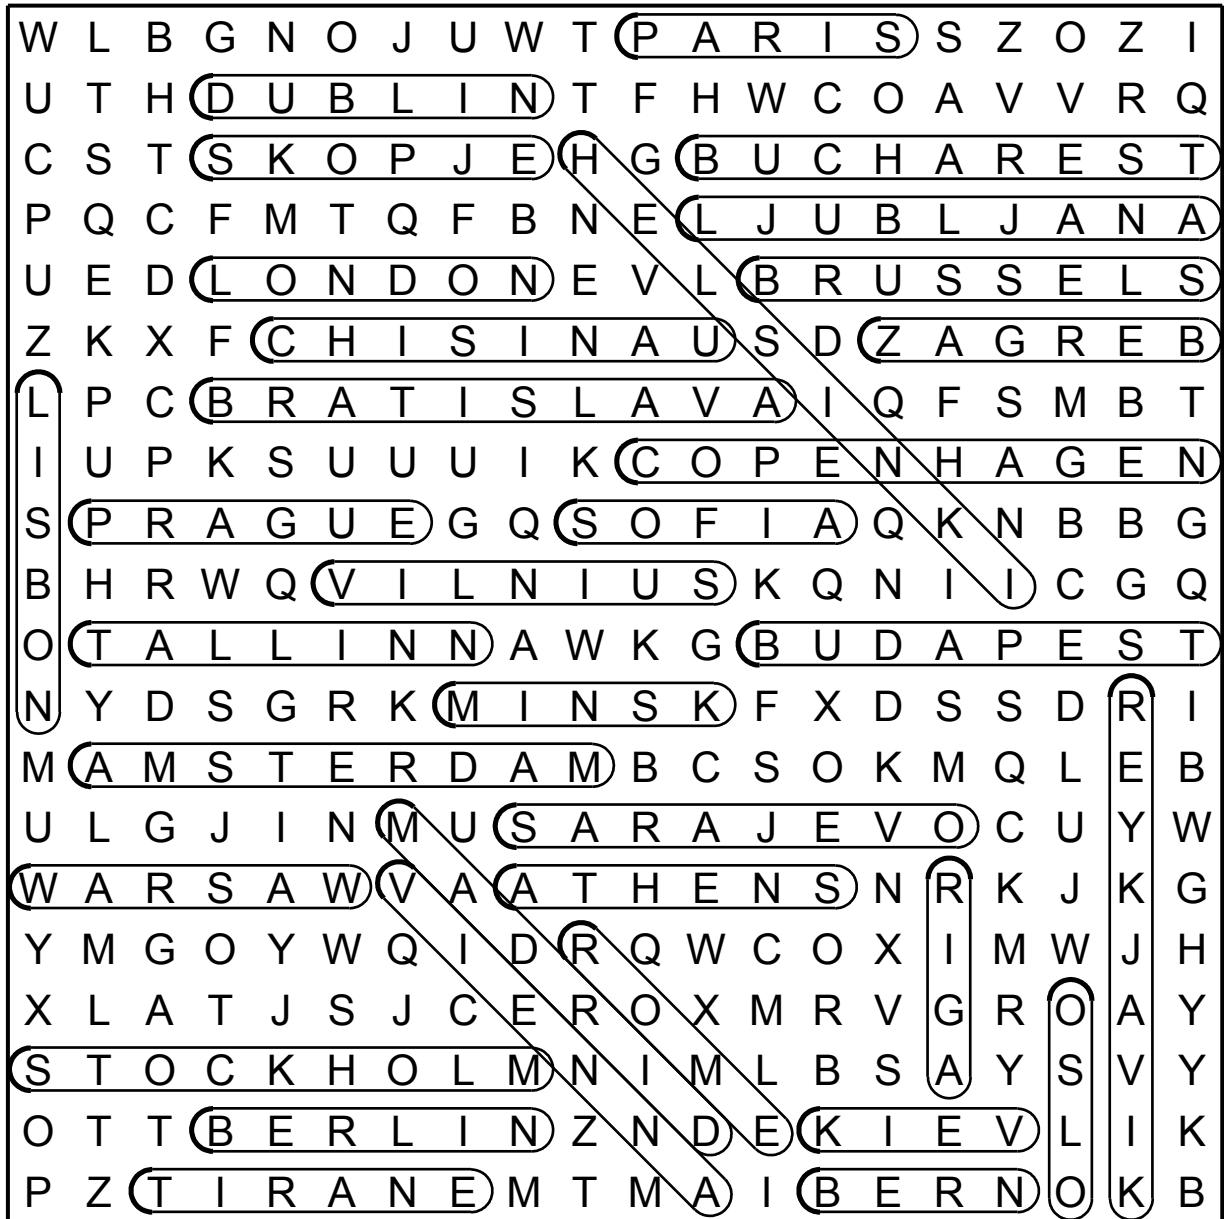 W L B G N O J U W T P A R I S S Z O Z I
U T H D U B L I N T F H W C O A V V R Q
C S T S K O P J E H G B U C H A R E S T
P Q C F M T Q F B N E L J U B L J A N A
U E D L O N D O N E V L B R U S S E L S
Z K X F C H I S I N A U S D Z A G R E B
L P C B R A T I S L A V A I Q F S M B T
I U P K S U U U I K C O P E N H A G E N
S P R A G U E G Q S O F I A Q K N B B G
B H R W Q V I L N I U S K Q N I I C G Q
O T A L L I N N A W K G B U D A P E S T
N Y D S G R K M I N S K F X D S S D R I
M A M S T E R D A M B C S O K M Q L E B
U L G J I N M U S A R A J E V O C U Y W
W A R S A W V A A T H E N S N R K J K G
Y M G O Y W Q I D R Q W C O X I M W J H
X L A T J S J C E R O X M R V G R O A Y
S T O C K H O L M N I M L B S A Y S V Y
O T T B E R L I N Z N D E K I E V L I K
P Z T I R A N E M T M A I B E R N O K B